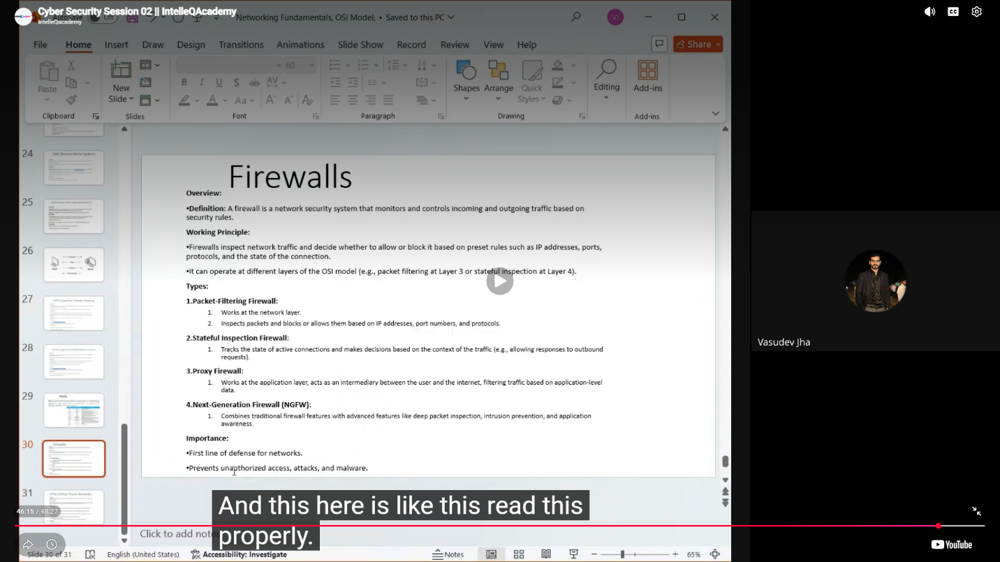 Cyber Security Session 02 || IntelleQAcademy
IntelleQacademy
Off
Networking Fundamentals, OSI Model, • Saved to this PC
VJ
File Home Insert Draw Design Transitions Animations Slide Show Record Review View Help
Share
60
Paste
New
Slide
Shapes
Arrange
Quick
Styles
Editing
Add-ins
Clipboard
Slides
Font
Paragraph
Drawing
Add-ins
24
25
26
27
28
29
30
31
Firewalls
Overview:
•Definition: A firewall is a network security system that monitors and controls incoming and outgoing traffic based on
security rules.
Working Principle:
•Firewalls inspect network traffic and decide whether to allow or block it based on preset rules such as IP addresses, ports,
protocols, and the state of the connection.
•It can operate at different layers of the OSI model (e.g., packet filtering at Layer 3 or stateful inspection at Layer 4).
Types:
1.Packet-Filtering Firewall:
1. Works at the network layer.
2. Inspects packets and blocks or allows them based on IP addresses, port numbers, and protocols.
2.Stateful Inspection Firewall:
1. Tracks the state of active connections and makes decisions based on the context of the traffic (e.g., allowing responses to outbound
requests).
3.Proxy Firewall:
1. Works at the application layer, acts as an intermediary between the user and the internet, filtering traffic based on application-level
data.
4.Next-Generation Firewall (NGFW):
1. Combines traditional firewall features with advanced features like deep packet inspection, intrusion prevention, and application
awareness.
Importance:
•First line of defense for networks.
•Prevents unauthorized access, attacks, and malware.
Vasudev Jha
And this here is like this read this
properly.
46:15 / 48:27
Click to add notes
YouTube
Slide 30 of 31
English (United States)
Accessibility: Investigate
Notes
65%